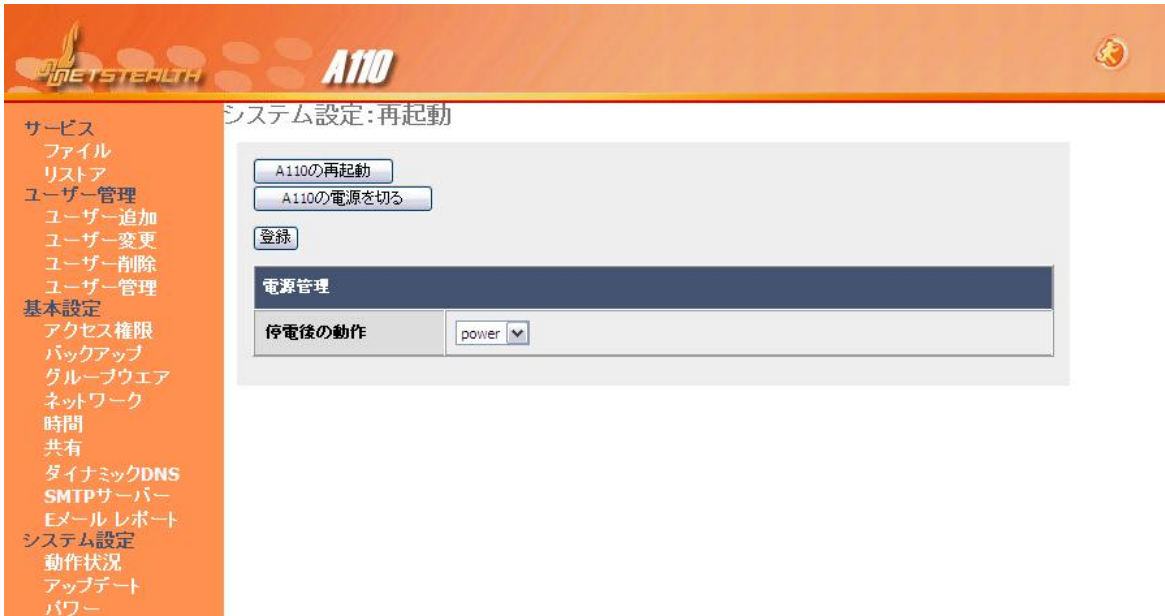 NETSTEALTH
A110
システム設定:再起動
サービス
ファイル
リストア
ユーザー管理
ユーザー追加
ユーザー変更
ユーザー削除
ユーザー管理
基本設定
アクセス権限
バックアップ
グループウエア
ネットワーク
時間
共有
ダイナミックDNS
SMTPサーバー
Eメール レポート
システム設定
動作状況
アップデート
パワー
A110の再起動
A110の電源を切る
登録
電源管理
停電後の動作 power